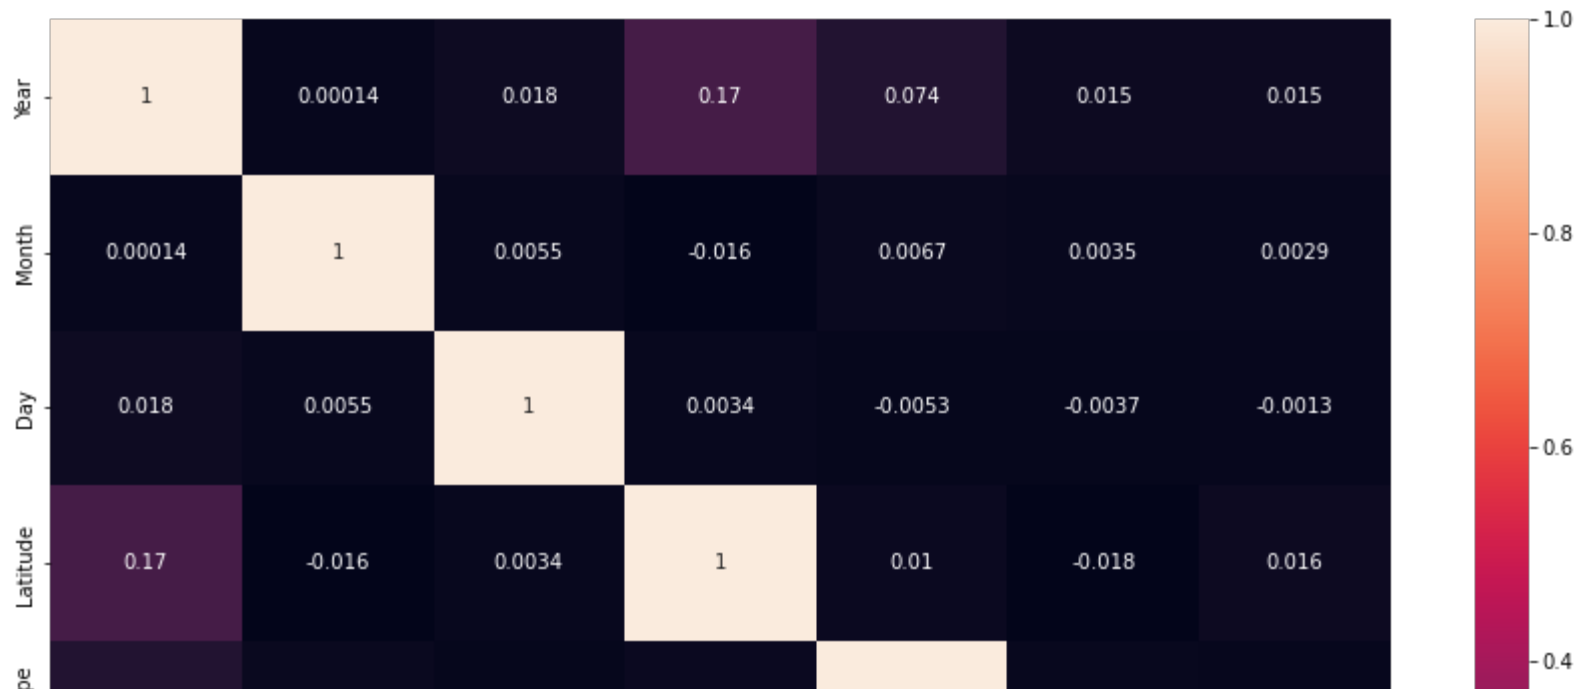 1.0
Year 1 0.00014 0.018 0.17 0.074 0.015 0.015
0.8
Month 0.00014 1 0.0055 -0.016 0.0067 0.0035 0.0029
Day 0.018 0.0055 1 0.0034 -0.0053 -0.0037 -0.0013
0.6
Latitude 0.17 -0.016 0.0034 1 0.01 -0.018 0.016
0.4
pe